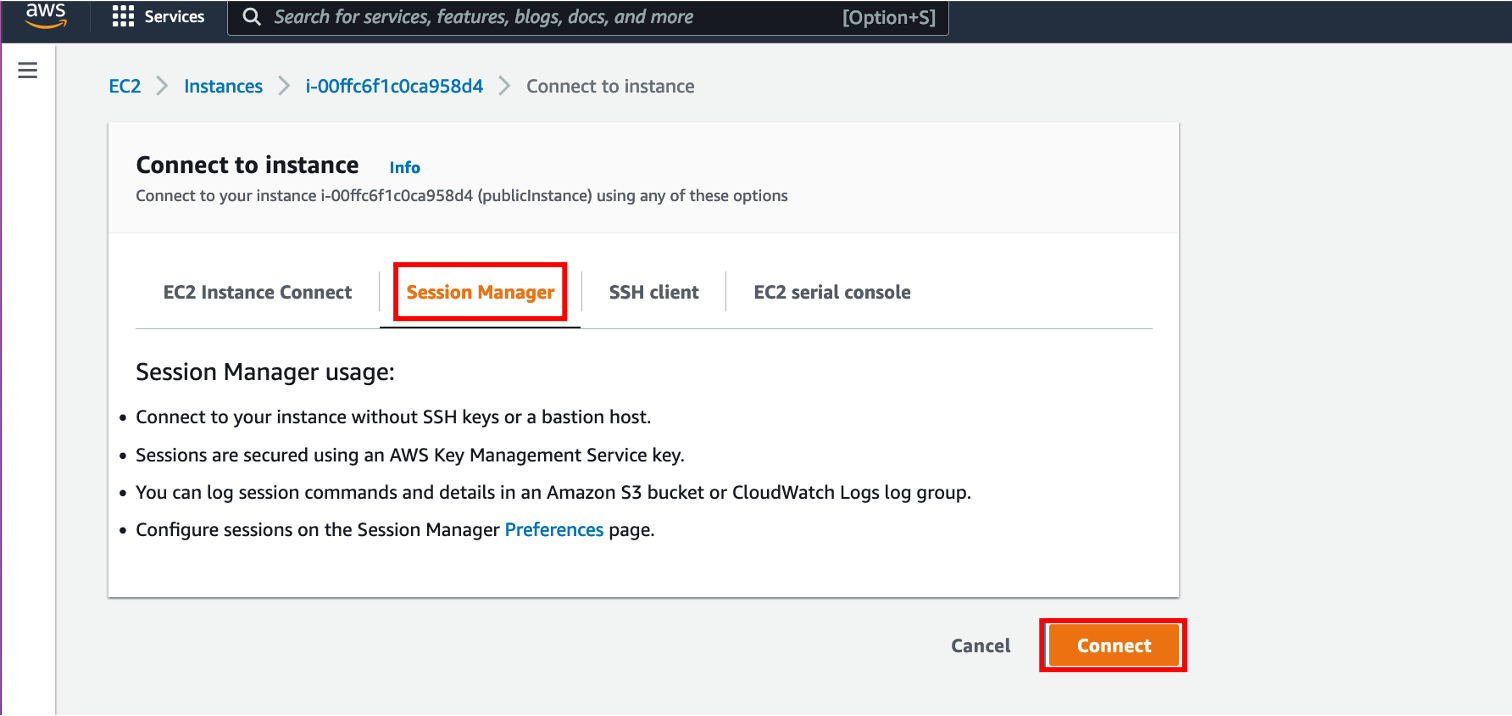 aws
Services
Search for services, features, blogs, docs, and more
[Option+S]
EC2 > Instances > i-00ffc6f1c0ca958d4 > Connect to instance
Connect to instance Info
Connect to your instance i-00ffc6f1c0ca958d4 (publicInstance) using any of these options
EC2 Instance Connect
Session Manager
SSH client
EC2 serial console
Session Manager usage:
• Connect to your instance without SSH keys or a bastion host.
• Sessions are secured using an AWS Key Management Service key.
• You can log session commands and details in an Amazon S3 bucket or CloudWatch Logs log group.
• Configure sessions on the Session Manager Preferences page.
Cancel
Connect